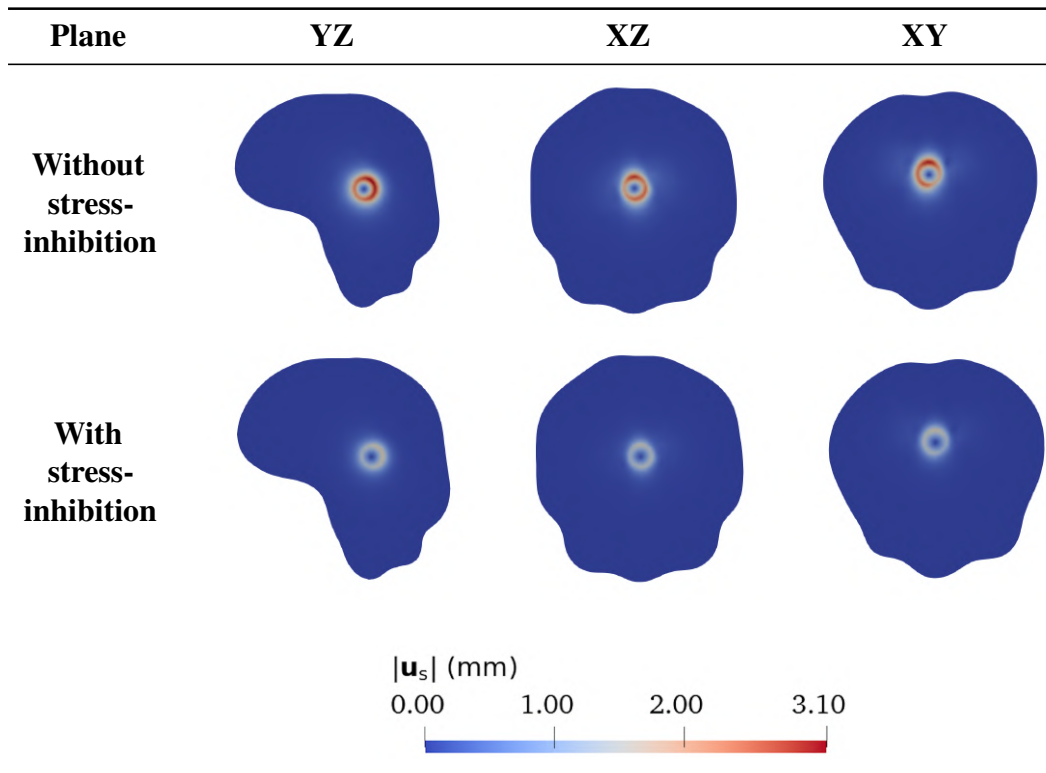 Plane YZ XZ XY
Without
stress-
inhibition
With
stress-
inhibition
|u_s| (mm)
0.00 1.00 2.00 3.10